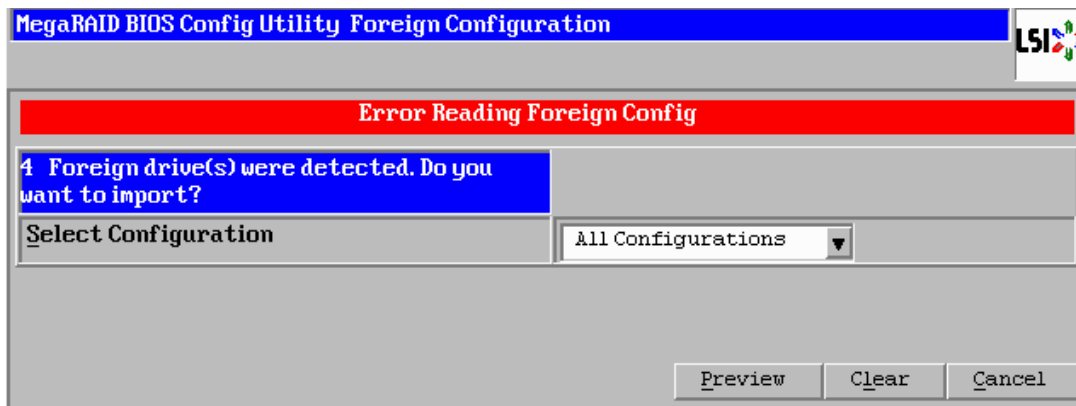 MegaRAID BIOS Config Utility Foreign Configuration
LSI
Error Reading Foreign Config
4 Foreign drive(s) were detected. Do you
want to import?
Select Configuration
All Configurations
Preview
Clear
Cancel